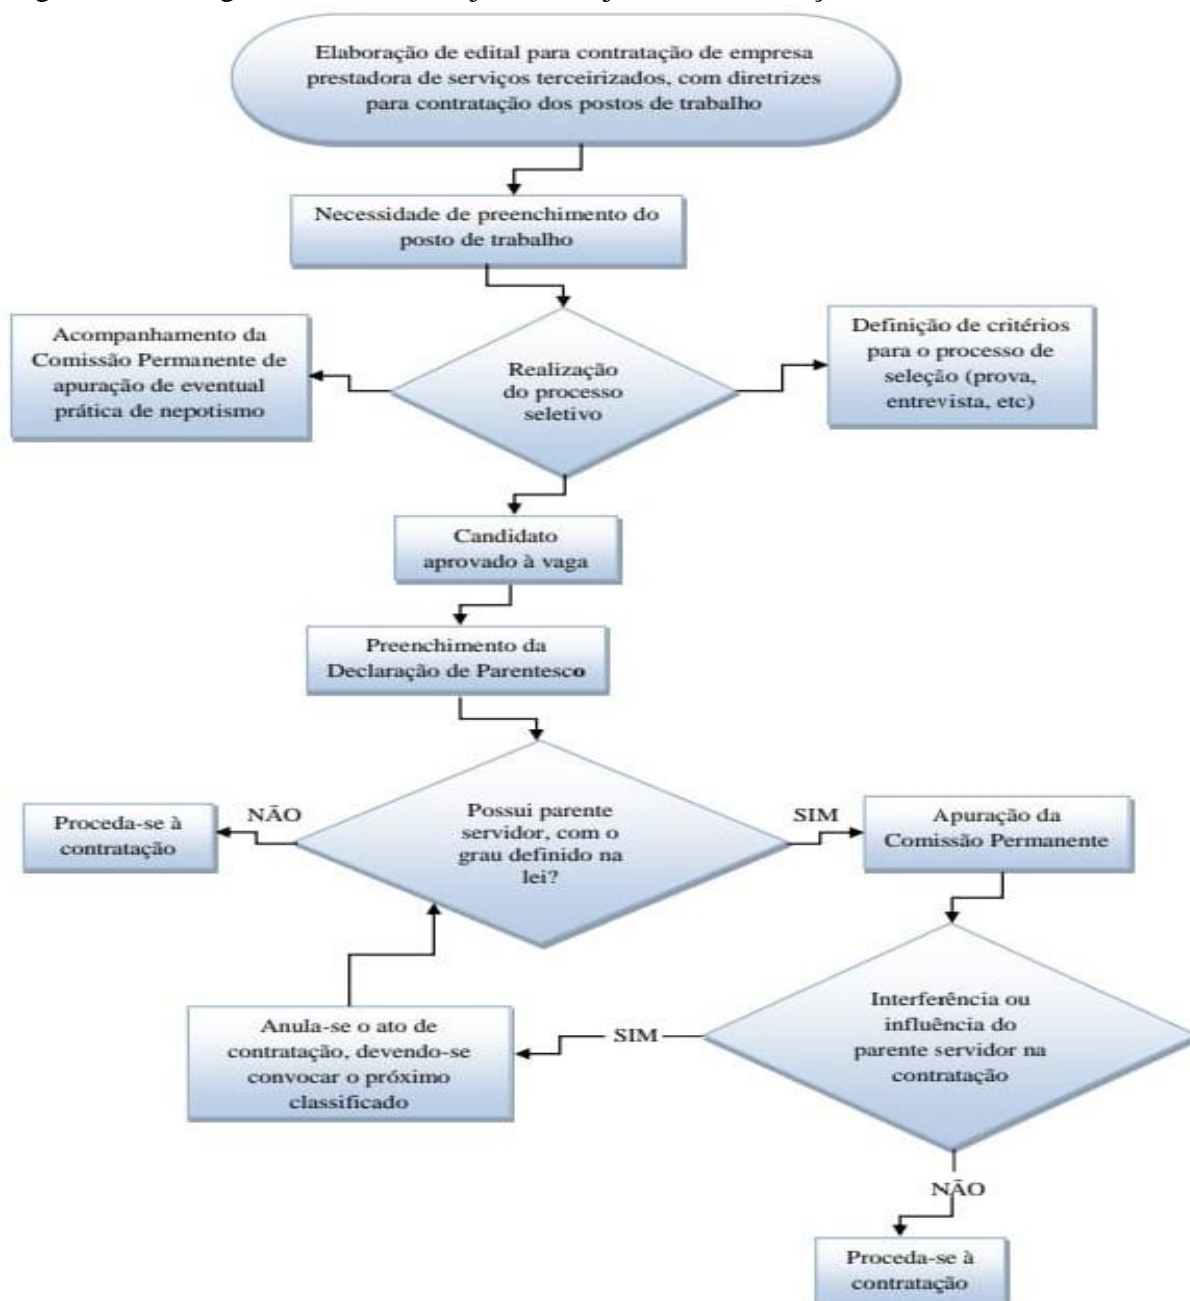 Elaboração de edital para contratação de empresa
prestadora de serviços terceirizados, com diretrizes
para contratação dos postos de trabalho
Necessidade de preenchimento do
posto de trabalho
Acompanhamento da
Comissão Permanente de
apuração de eventual
prática de nepotismo
Realização
do processo
seletivo
Definição de critérios
para o processo de
seleção (prova,
entrevista, etc)
Candidato
aprovado à vaga
Preenchimento da
Declaração de Parentesco
Proceda-se à
contratação
NÃO
Possui parente
servidor, com o
grau definido na
lei?
SIM
Apuração da
Comissão Permanente
Anula-se o ato de
contratação, devendo-se
convocar o próximo
classificado
SIM
Interferência ou
influência do
parente servidor na
contratação
NÃO
Proceda-se à
contratação